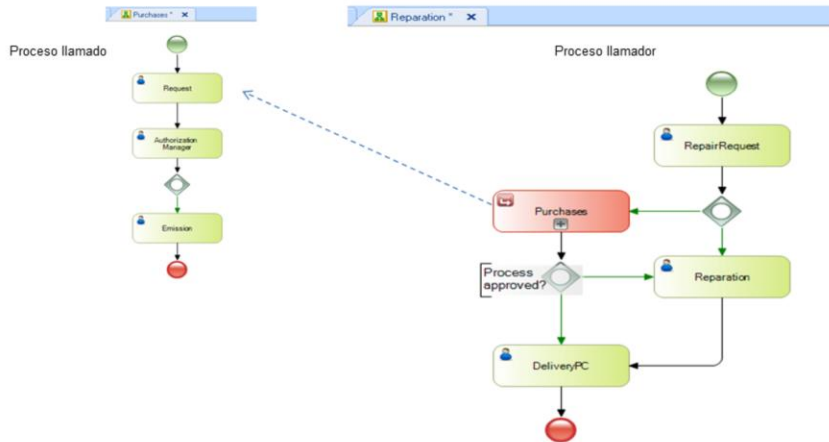 Purchases *
Reparation *
Proceso llamado
Proceso llamador
Request
Authorization
Manager
Emission
RepairRequest
Purchases
Process
approved?
Reparation
DeliveryPC